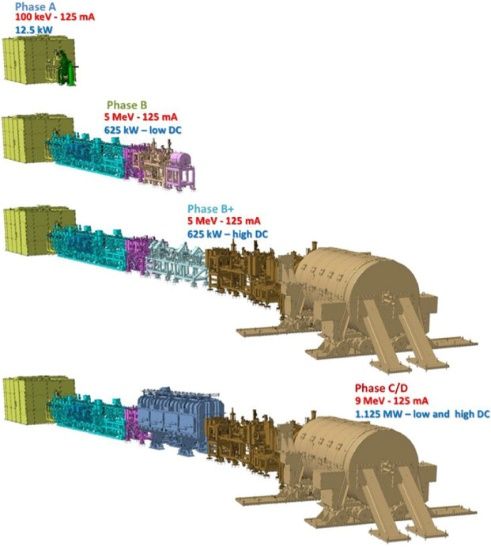 Phase A
100 keV - 125 mA
12.5 kW
Phase B
5 MeV - 125 mA
625 kW – low DC
Phase B+
5 MeV - 125 mA
625 kW – high DC
Phase C/D
9 MeV - 125 mA
1.125 MW – low and high DC